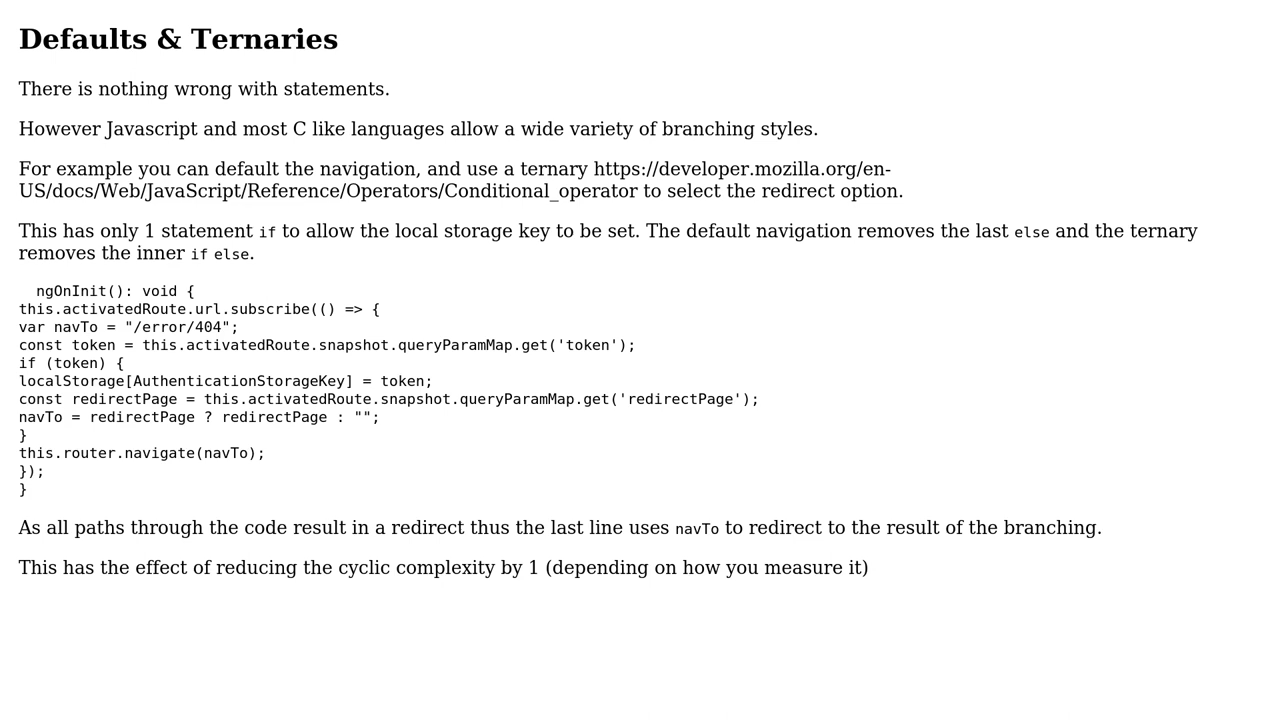 Defaults & Ternaries
There is nothing wrong with statements.
However Javascript and most C like languages allow a wide variety of branching styles.
For example you can default the navigation, and use a ternary https://developer.mozilla.org/en-
US/docs/Web/JavaScript/Reference/Operators/Conditional_operator to select the redirect option.
This has only 1 statement if to allow the local storage key to be set. The default navigation removes the last else and the ternary
removes the inner if else.
ngOnInit(): void {
this.activatedRoute.url.subscribe(() => {
var navTo = "/error/404";
const token = this.activatedRoute.snapshot.queryParamMap.get('token');
if (token) {
localStorage[AuthenticationStorageKey] = token;
const redirectPage = this.activatedRoute.snapshot.queryParamMap.get('redirectPage');
navTo = redirectPage ? redirectPage : "";
}
this.router.navigate(navTo);
});
}
As all paths through the code result in a redirect thus the last line uses navTo to redirect to the result of the branching.
This has the effect of reducing the cyclic complexity by 1 (depending on how you measure it)